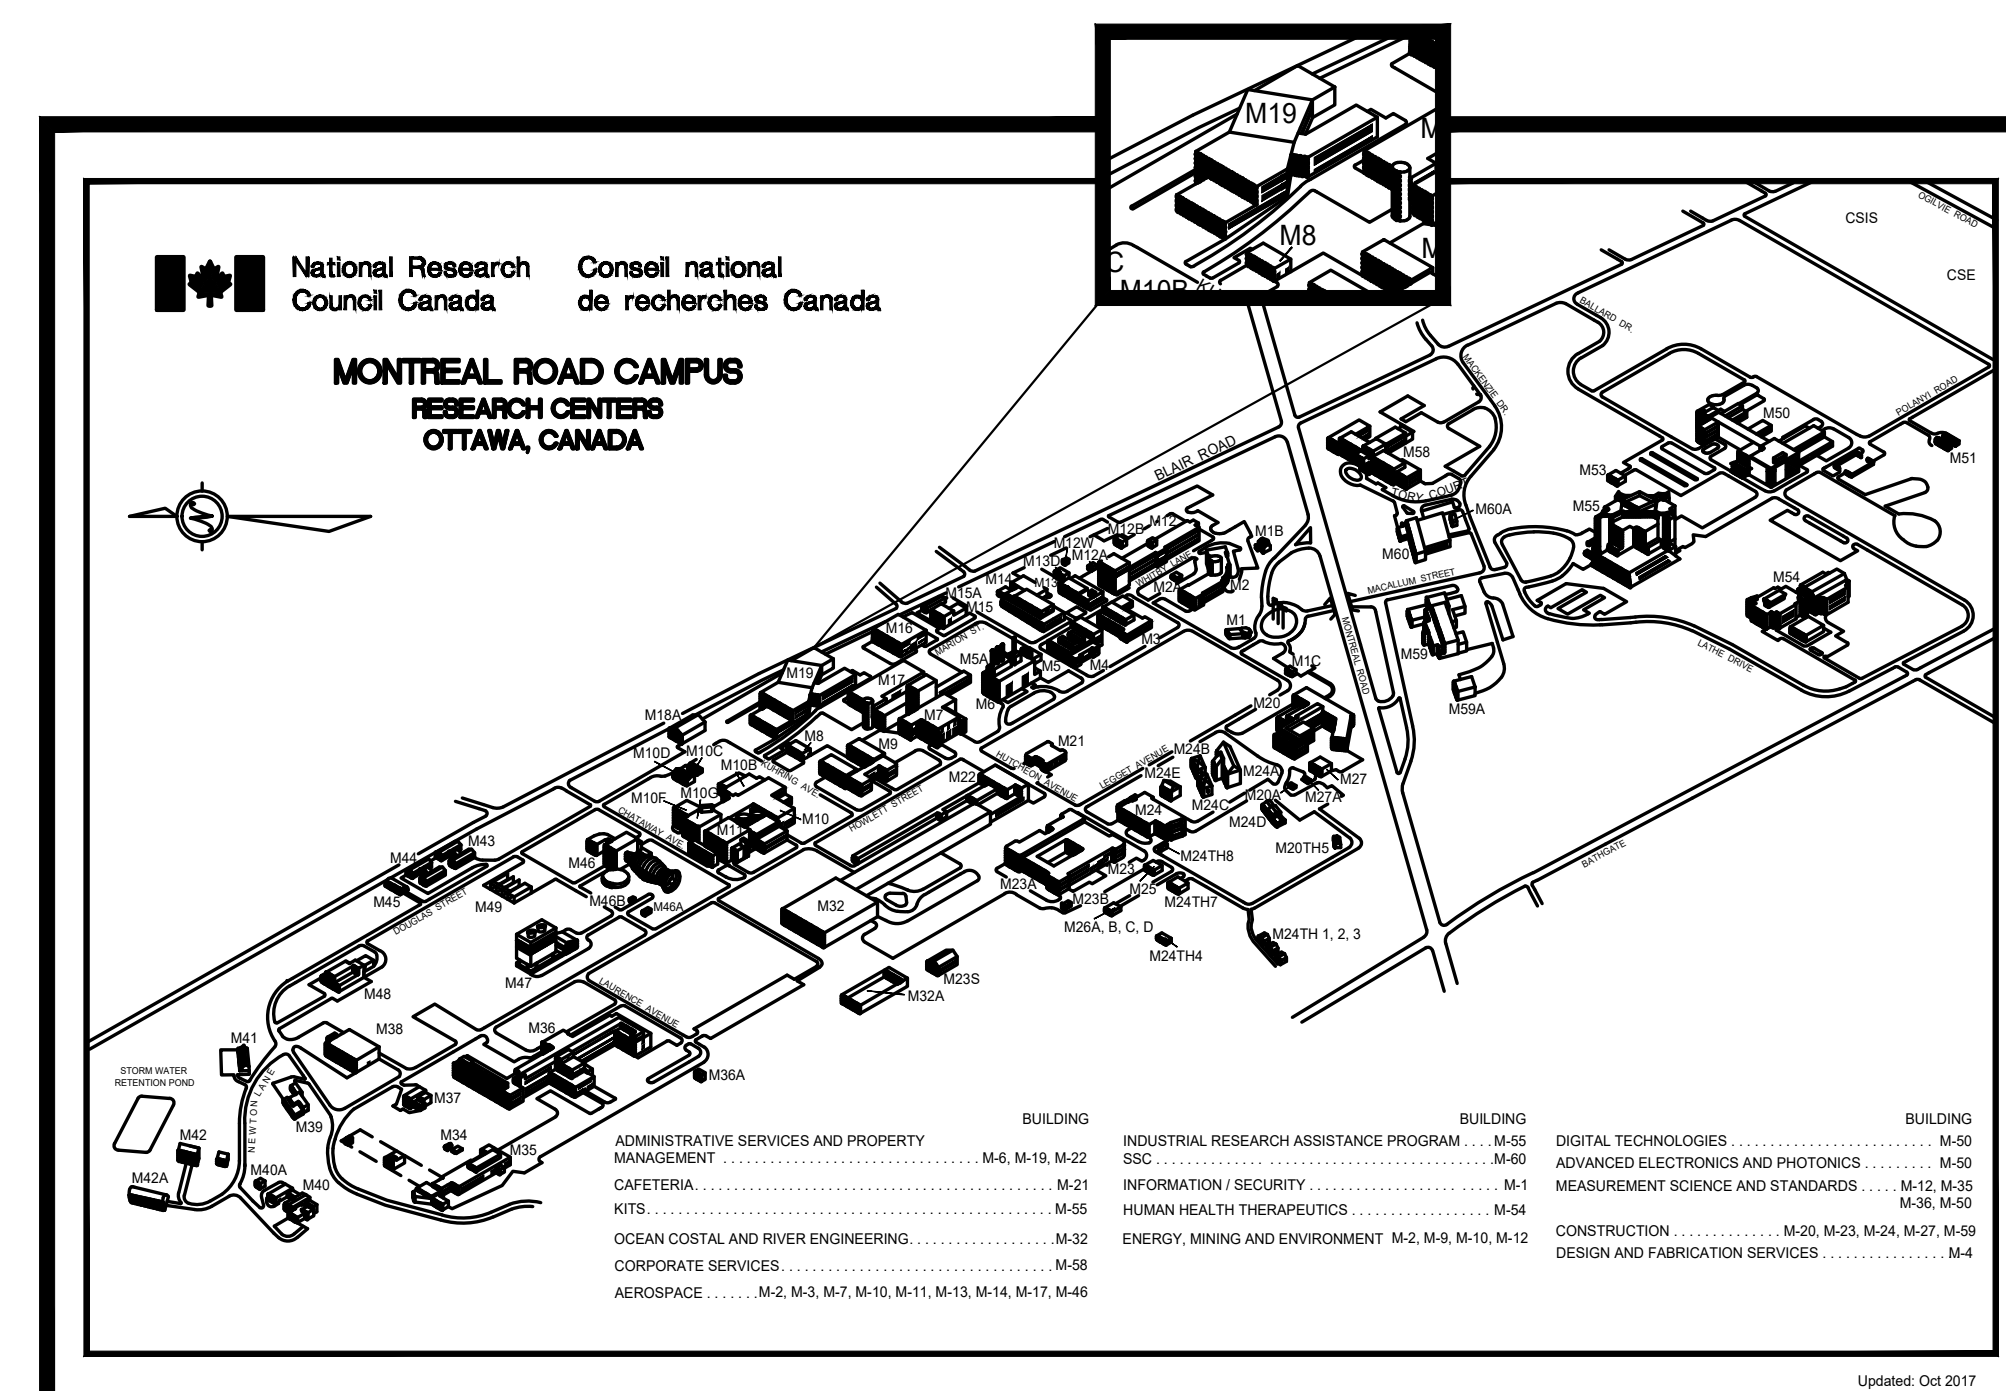 M19
M8
M10B
C
National Research Council Canada
Conseil national de recherches Canada
MONTREAL ROAD CAMPUS
RESEARCH CENTERS
OTTAWA, CANADA
N
CSIS
OGILVIE ROAD
CSE
BALLARD DR.
MACKENZIE DR.
POLANYI ROAD
M50
M51
BLAIR ROAD
M58
M53
TORY COURT
M55
M60A
M60
M12B
M12
M1B
M12W
M12A
M13D
WHITBY LANE
M14
M13
M2A
M2
MACALLUM STREET
M54
M15A
M15
M16
MARION ST.
M1
M3
MONTREAL ROAD
M59
LATHE DRIVE
M5A
M5
M4
M1C
M19
M17
M6
M20
M59A
M18A
M7
M8
M9
M21
M10D
M10C
M10B
KUHRING AVE.
HUTCHEON AVENUE
LEGGET AVENUE
M24B
M24E
M24A
M27
M22
M10F
M10G
M24C
M20A
M27A
HOWLETT STREET
M10
M11
CHATAWAY AVE.
M24
M24D
M20TH5
BATHGATE
M43
M44
M46
M24TH8
M23
M45
M49
M23A
M25
M46B
M46A
M32
M23B
M24TH7
DOUGLAS STREET
M26A, B, C, D
M24TH 1, 2, 3
M24TH4
M48
M47
M23S
M32A
LAURENCE AVENUE
M38
M36
M41
STORM WATER
RETENTION POND
M36A
NEWTON LANE
M37
M39
M42
M34
M35
M40A
M42A
M40
BUILDING
ADMINISTRATIVE SERVICES AND PROPERTY
MANAGEMENT ................................. M-6, M-19, M-22
CAFETERIA.............................................. M-21
KITS.................................................... M-55
OCEAN COSTAL AND RIVER ENGINEERING...................M-32
CORPORATE SERVICES................................... M-58
AEROSPACE .......M-2, M-3, M-7, M-10, M-11, M-13, M-14, M-17, M-46
BUILDING
INDUSTRIAL RESEARCH ASSISTANCE PROGRAM ....M-55
SSC ............................................M-60
INFORMATION / SECURITY ........................ M-1
HUMAN HEALTH THERAPEUTICS .................. M-54
ENERGY, MINING AND ENVIRONMENT M-2, M-9, M-10, M-12
BUILDING
DIGITAL TECHNOLOGIES .......................... M-50
ADVANCED ELECTRONICS AND PHOTONICS ......... M-50
MEASUREMENT SCIENCE AND STANDARDS ..... M-12, M-35
M-36, M-50
CONSTRUCTION .............. M-20, M-23, M-24, M-27, M-59
DESIGN AND FABRICATION SERVICES ................ M-4
Updated: Oct 2017